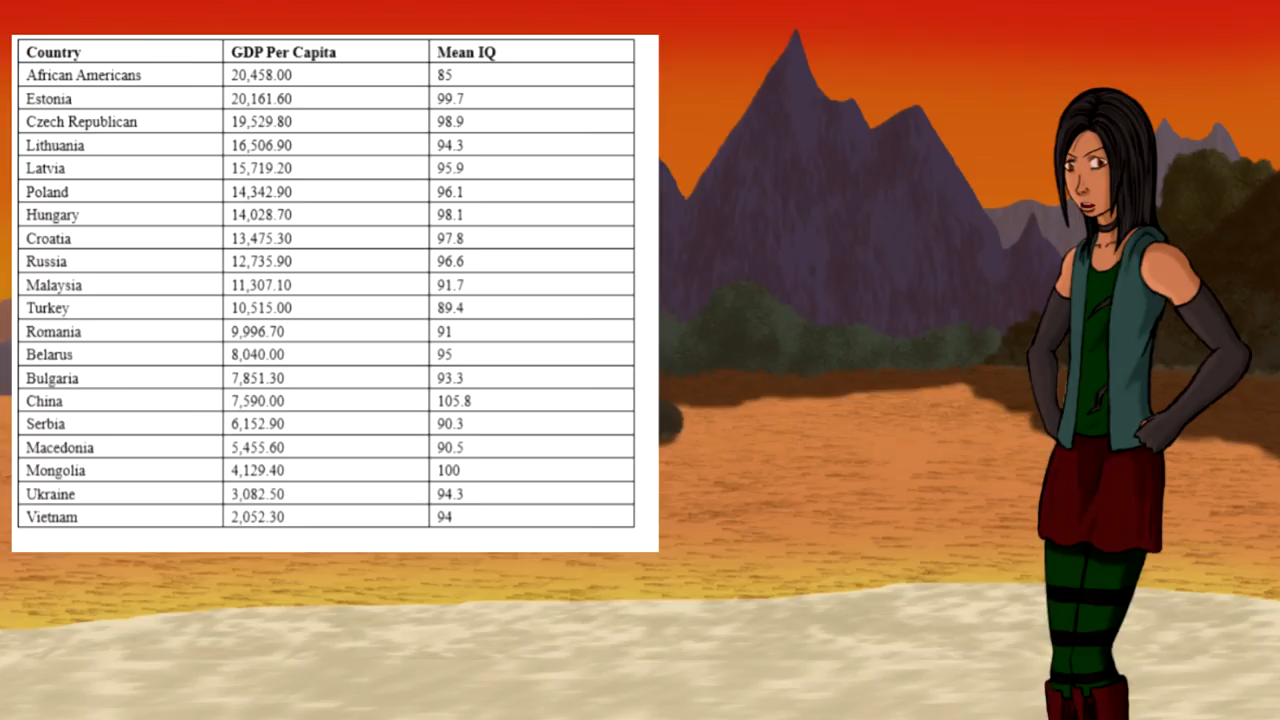 Country GDP Per Capita Mean IQ
African Americans 20,458.00 85
Estonia 20,161.60 99.7
Czech Republican 19,529.80 98.9
Lithuania 16,506.90 94.3
Latvia 15,719.20 95.9
Poland 14,342.90 96.1
Hungary 14,028.70 98.1
Croatia 13,475.30 97.8
Russia 12,735.90 96.6
Malaysia 11,307.10 91.7
Turkey 10,515.00 89.4
Romania 9,996.70 91
Belarus 8,040.00 95
Bulgaria 7,851.30 93.3
China 7,590.00 105.8
Serbia 6,152.90 90.3
Macedonia 5,455.60 90.5
Mongolia 4,129.40 100
Ukraine 3,082.50 94.3
Vietnam 2,052.30 94